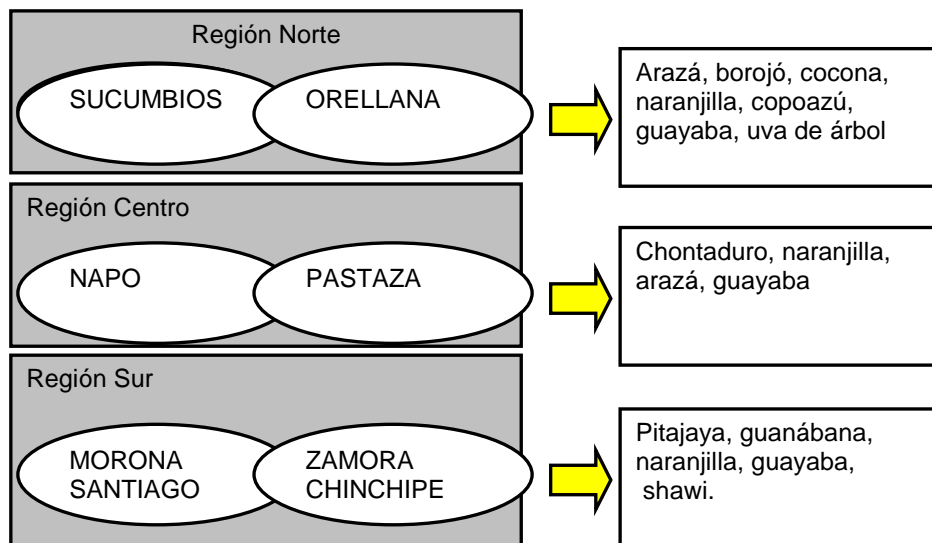 Región Norte
SUCUMBIOS
ORELLANA
Arazá, borojó, cocona,
naranjilla, copoazú,
guayaba, uva de árbol
Región Centro
NAPO
PASTAZA
Chontaduro, naranjilla,
arazá, guayaba
Región Sur
MORONA
SANTIAGO
ZAMORA
CHINCHIPE
Pitajaya, guanábana,
naranjilla, guayaba,
shawi.